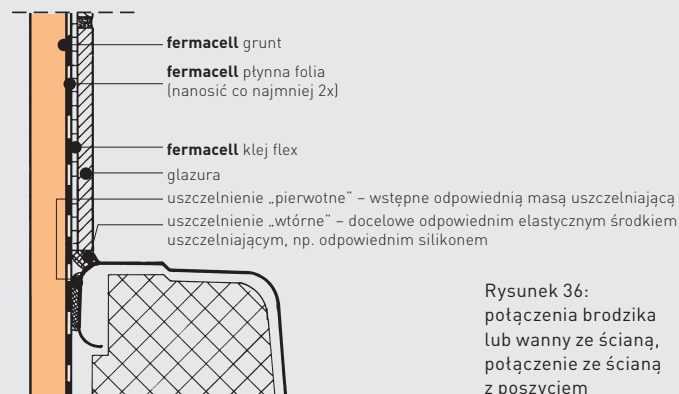 fermacell grunt
fermacell płynna folia
(nanosić co najmniej 2x)
fermacell klej flex
glazura
uszczelnienie „pierwotne” – wstępne odpowiednią masą uszczelniającą
uszczelnienie „wtórne” – docelowe odpowiednim elastycznym środkiem
uszczelniającym, np. odpowiednim silikonem
Rysunek 36:
połączenia brodzika
lub wanny ze ścianą,
połączenie ze ścianą
z poszyciem